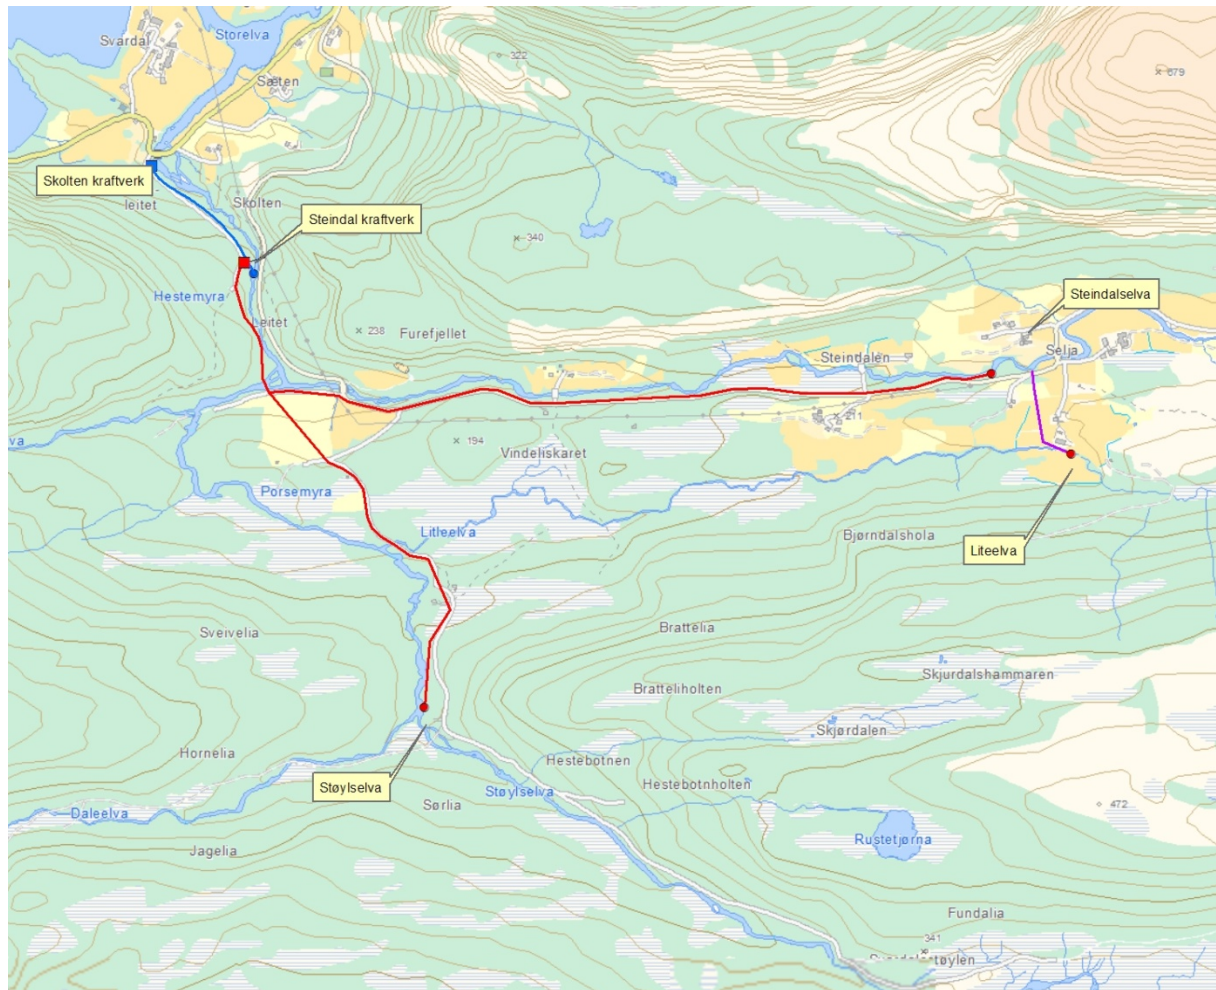 Storelva
Svardal
322
679
Sæten
Skolten kraftverk
leitet
Skolten
Steindal kraftverk
340
Steindalselva
Hestemyra
Leitet
238
Furefjellet
Steindalen
Selja
211
194
Vindeliskaret
Porsemyra
Litleelva
Bjørndalshola
Liteelva
Sveivelia
Brattelia
Skjurdalshammaren
Bratteliholten
Skjørdalen
Hornelia
Hestebotnen
Støylselva
Støylselva
Hestebotnholten
Sørlia
472
Daleelva
Rustetjørna
Jagelia
Fundalia
341